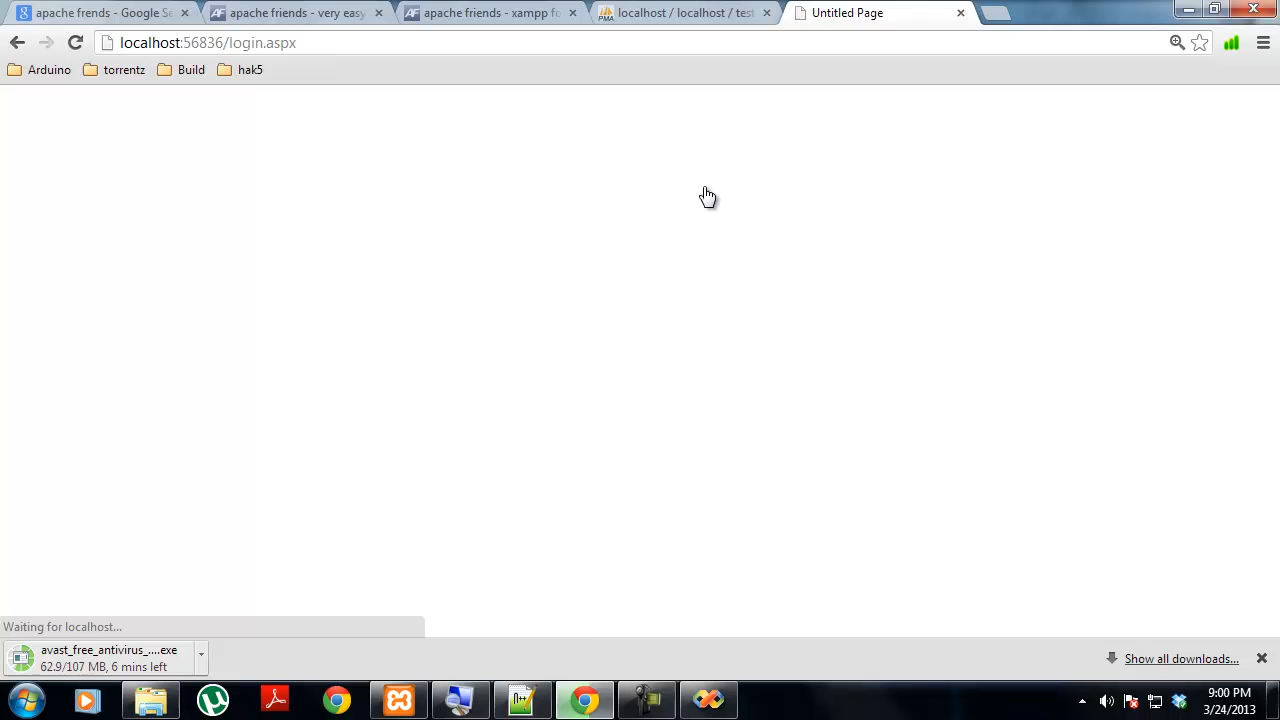 apache frends - Google Se
apache friends - very easy
apache friends - xampp fo
localhost / localhost / test
Untitled Page
localhost:56836/login.aspx
Arduino
torrentz
Build
hak5
Waiting for localhost...
avast_free_antivirus_....exe
62.9/107 MB, 6 mins left
Show all downloads...
9:00 PM
3/24/2013